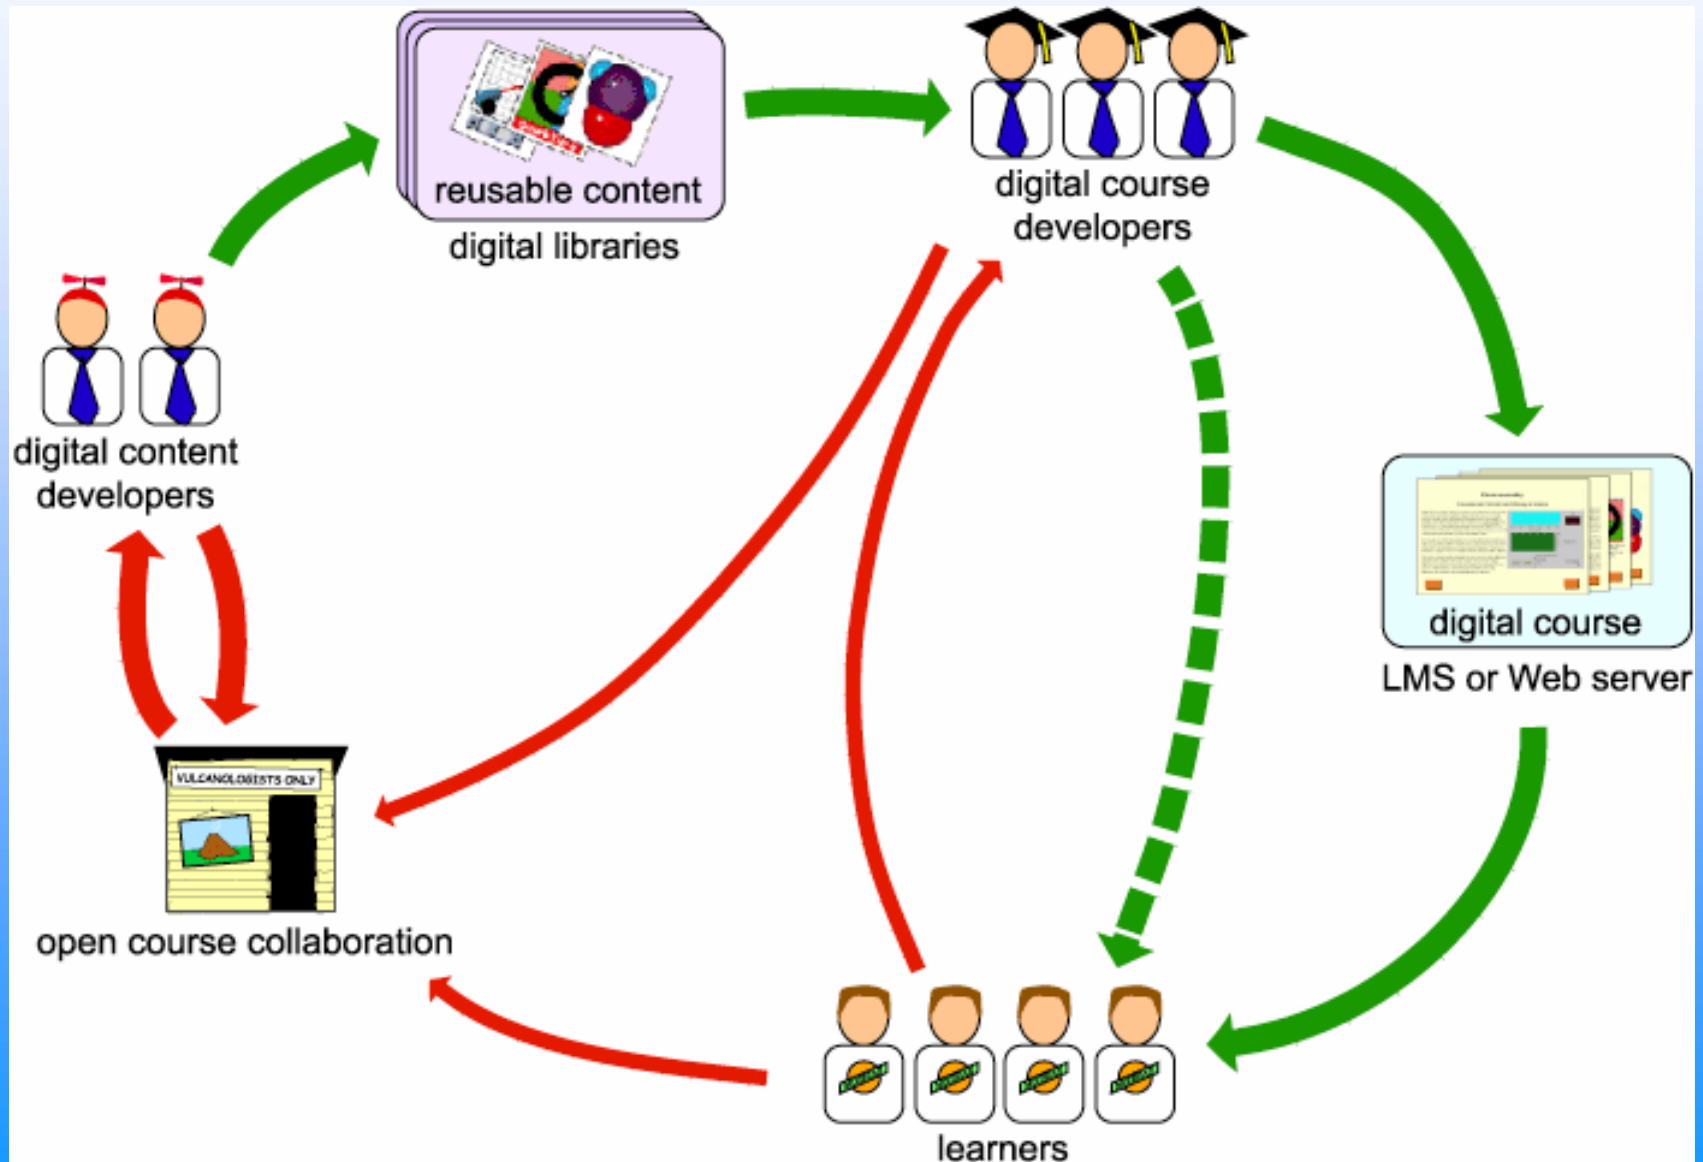 reusable content
digital libraries
digital course
developers
digital content
developers
digital course
LMS or Web server
VULCANOLOGISTS ONLY
open course collaboration
learners